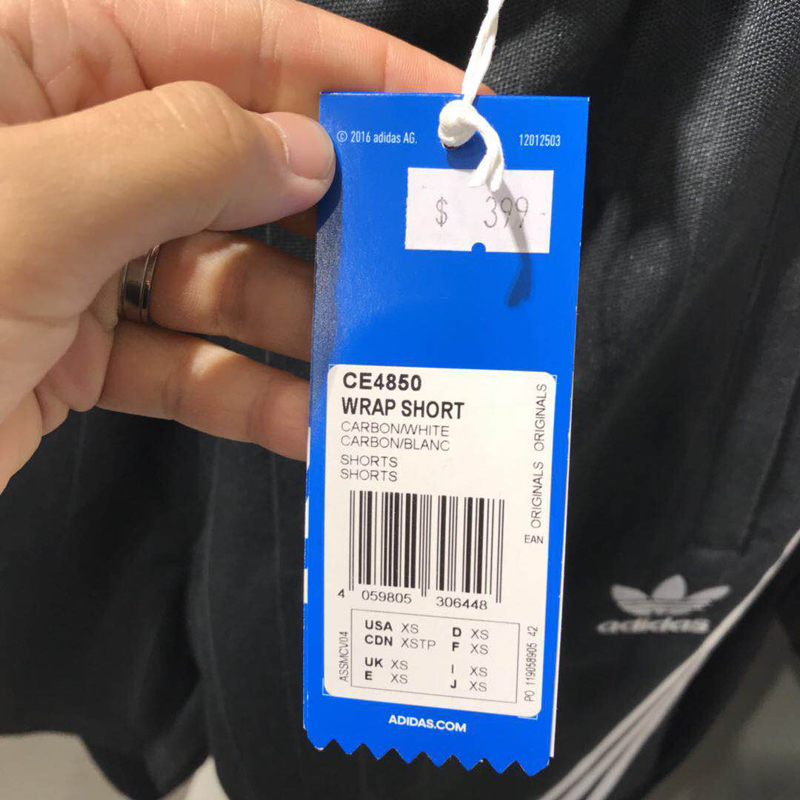 © 2016 adidas AG.
12012503
$ 399 -
CE4850
WRAP SHORT
CARBON/WHITE
CARBON/BLANC
SHORTS
SHORTS
ORIGINALS ORIGINALS
EAN
4 059805 306448
ASSMCV04
USA XS D XS
CDN XSTP F XS
UK XS I XS
E XS J XS
PO 119058905 42
ADIDAS.COM
adidas